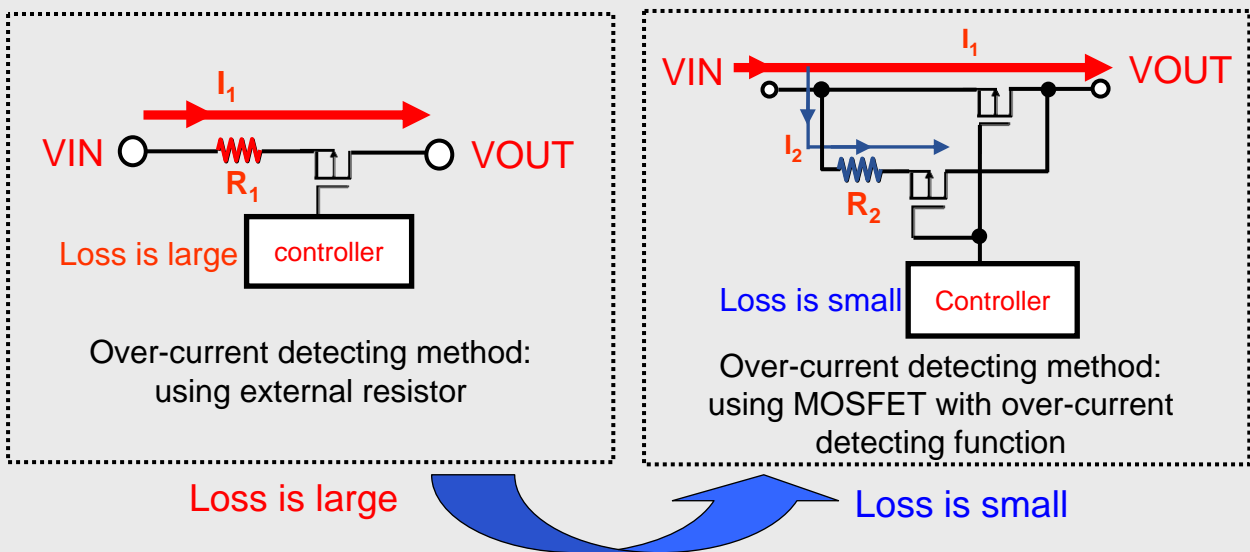 I₁
VIN
VOUT
R₁
Loss is large
controller
Over-current detecting method:
using external resistor
I₁
VIN
VOUT
I₂
R₂
Loss is small
Controller
Over-current detecting method:
using MOSFET with over-current
detecting function
Loss is large
Loss is small